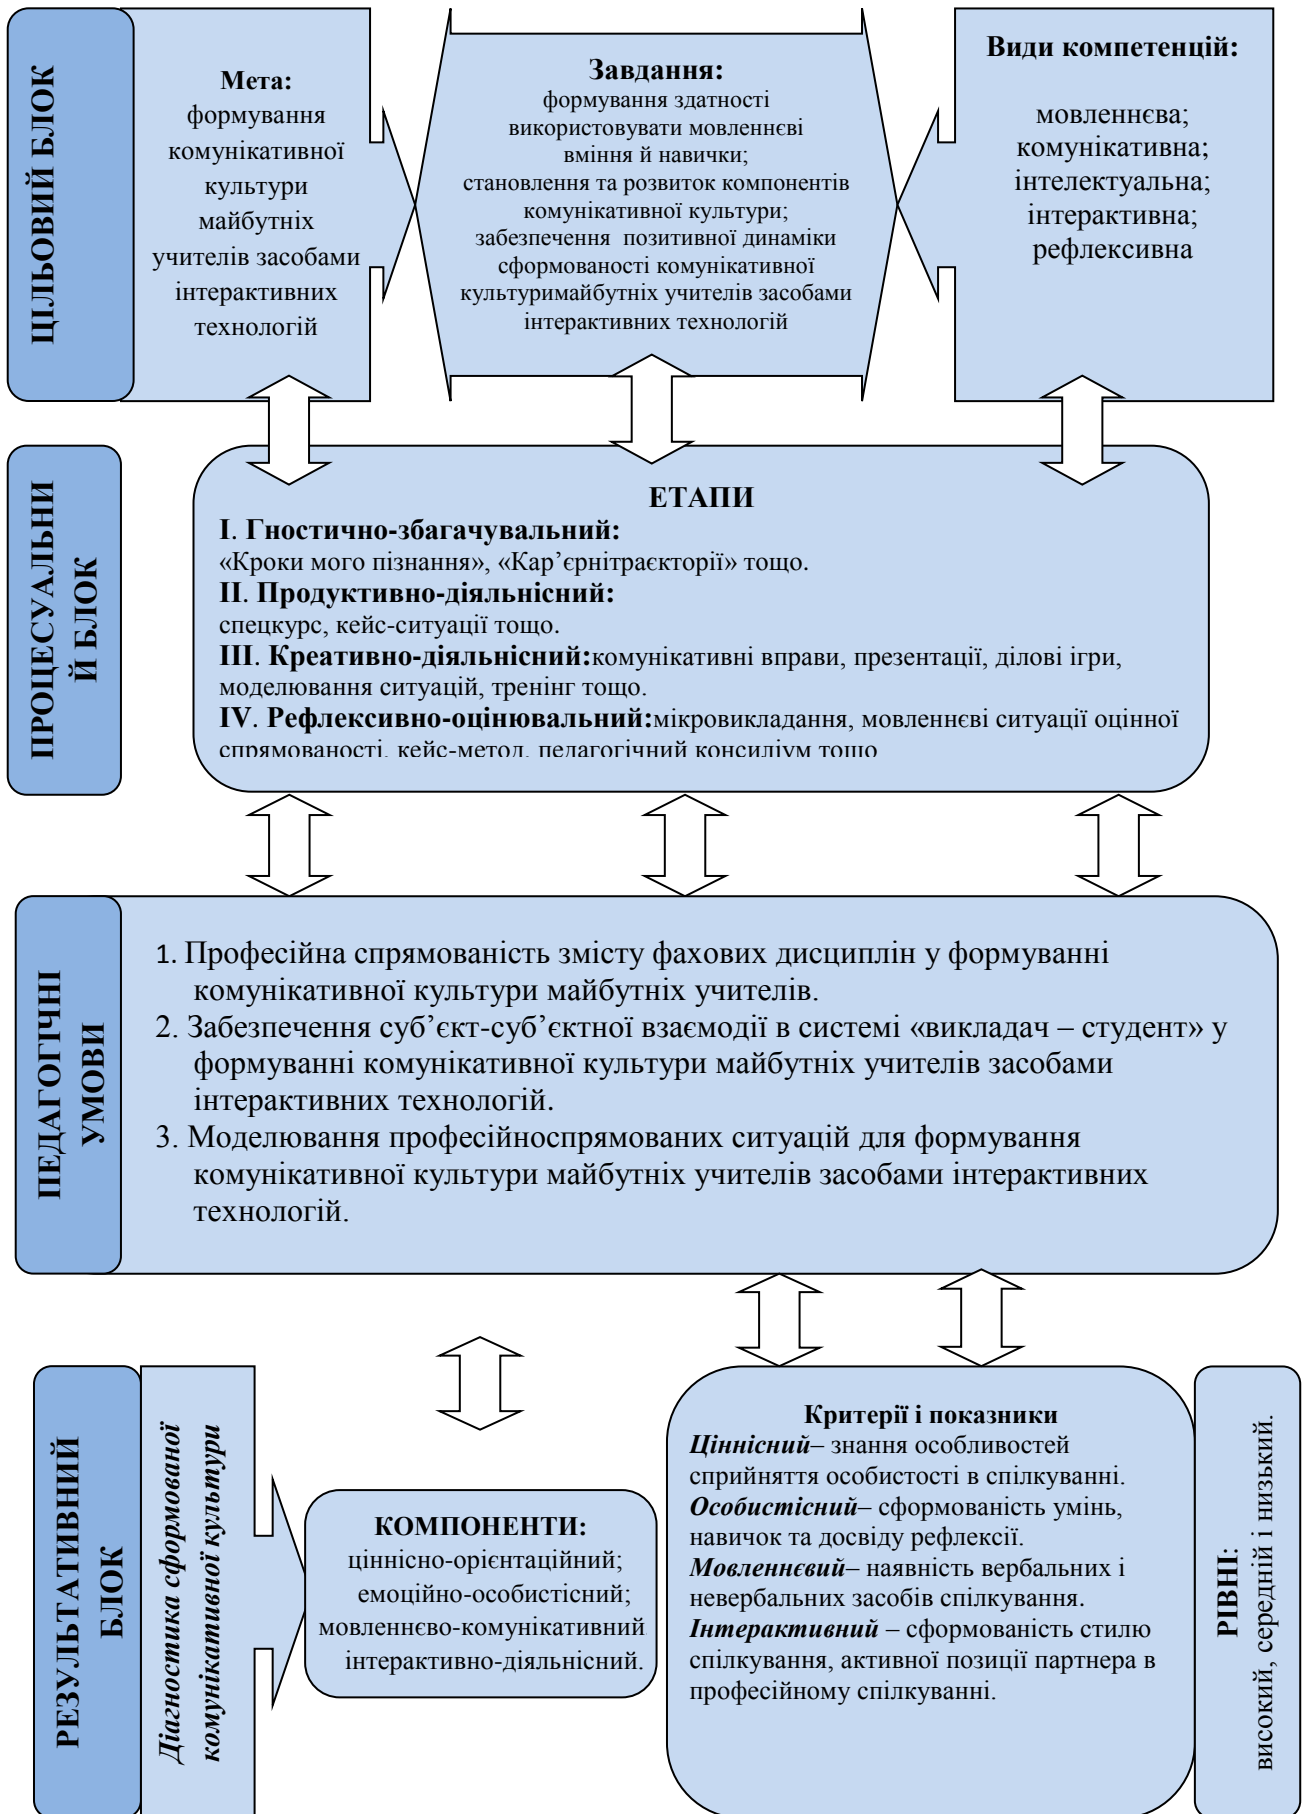 ЦІЛЬОВИЙ БЛОК
Мета:
формування
комунікативної
культури
майбутніх
учителів засобами
інтерактивних
технологій
Завдання:
формування здатності
використовувати мовленнєві
вміння й навички;
становлення та розвиток компонентів
комунікативної культури;
забезпечення позитивної динаміки
сформованості комунікативної
культуримайбутніх учителів засобами
інтерактивних технологій
Види компетенцій:
мовленнєва;
комунікативна;
інтелектуальна;
інтерактивна;
рефлексивна
ПРОЦЕСУАЛЬНИ
Й БЛОК
ЕТАПИ
І. Гностично-збагачувальний:
«Кроки мого пізнання», «Кар’єрнітраєкторії» тощо.
ІІ. Продуктивно-діяльнісний:
спецкурс, кейс-ситуації тощо.
ІІІ. Креативно-діяльнісний:комунікативні вправи, презентації, ділові ігри,
моделювання ситуацій, тренінг тощо.
IV. Рефлексивно-оцінювальний:мікровикладання, мовленнєві ситуації оцінної
спрямованості, кейс-метод, педагогічний консиліум тощо
ПЕДАГОГІЧНІ
УМОВИ
1. Професійна спрямованість змісту фахових дисциплін у формуванні
комунікативної культури майбутніх учителів.
2. Забезпечення суб’єкт-суб’єктної взаємодії в системі «викладач – студент» у
формуванні комунікативної культури майбутніх учителів засобами
інтерактивних технологій.
3. Моделювання професійноспрямованих ситуацій для формування
комунікативної культури майбутніх учителів засобами інтерактивних
технологій.
РЕЗУЛЬТАТИВНИЙ
БЛОК
Діагностика сформованої
комунікативної культури
КОМПОНЕНТИ:
ціннісно-орієнтаційний;
емоційно-особистісний;
мовленнєво-комунікативний.
інтерактивно-діяльнісний.
Критерії і показники
Ціннісний– знання особливостей
сприйняття особистості в спілкуванні.
Особистісний– сформованість умінь,
навичок та досвіду рефлексії.
Мовленнєвий– наявність вербальних і
невербальних засобів спілкування.
Інтерактивний – сформованість стилю
спілкування, активної позиції партнера в
професійному спілкуванні.
РІВНІ:
високий, середній і низький.